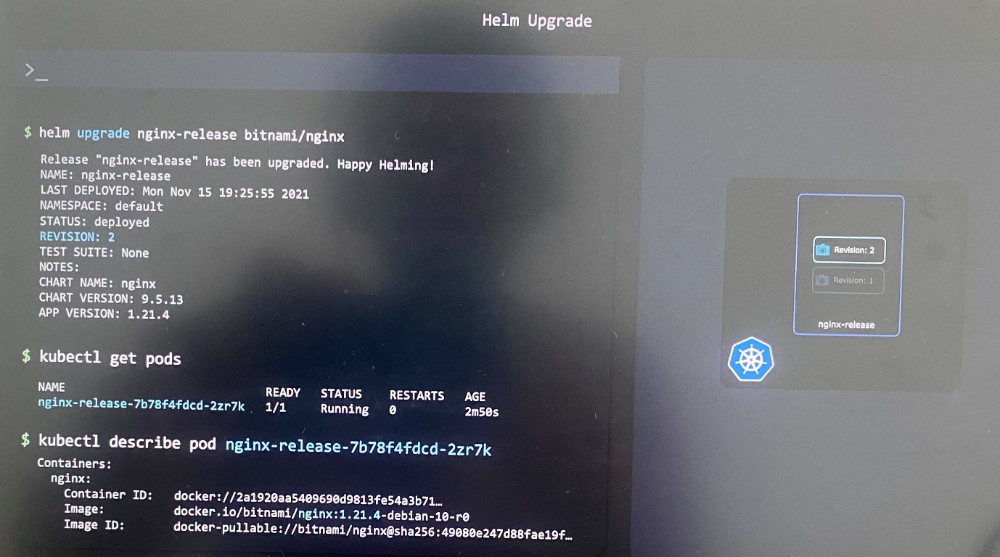 Helm Upgrade
>_
$ helm upgrade nginx-release bitnami/nginx
Release "nginx-release" has been upgraded. Happy Helming!
NAME: nginx-release
LAST DEPLOYED: Mon Nov 15 19:25:55 2021
NAMESPACE: default
STATUS: deployed
REVISION: 2
TEST SUITE: None
NOTES:
CHART NAME: nginx
CHART VERSION: 9.5.13
APP VERSION: 1.21.4
$ kubectl get pods
NAME READY STATUS RESTARTS AGE
nginx-release-7b78f4fdcd-2zr7k 1/1 Running 0 2m50s
$ kubectl describe pod nginx-release-7b78f4fdcd-2zr7k
Containers:
nginx:
Container ID: docker://2a1920aa5409690d9813fe54a3b71…
Image: docker.io/bitnami/nginx:1.21.4-debian-10-r0
Image ID: docker-pullable://bitnami/nginx@sha256:49080e247d88fae19f…
Revision: 2
Revision: 1
nginx-release